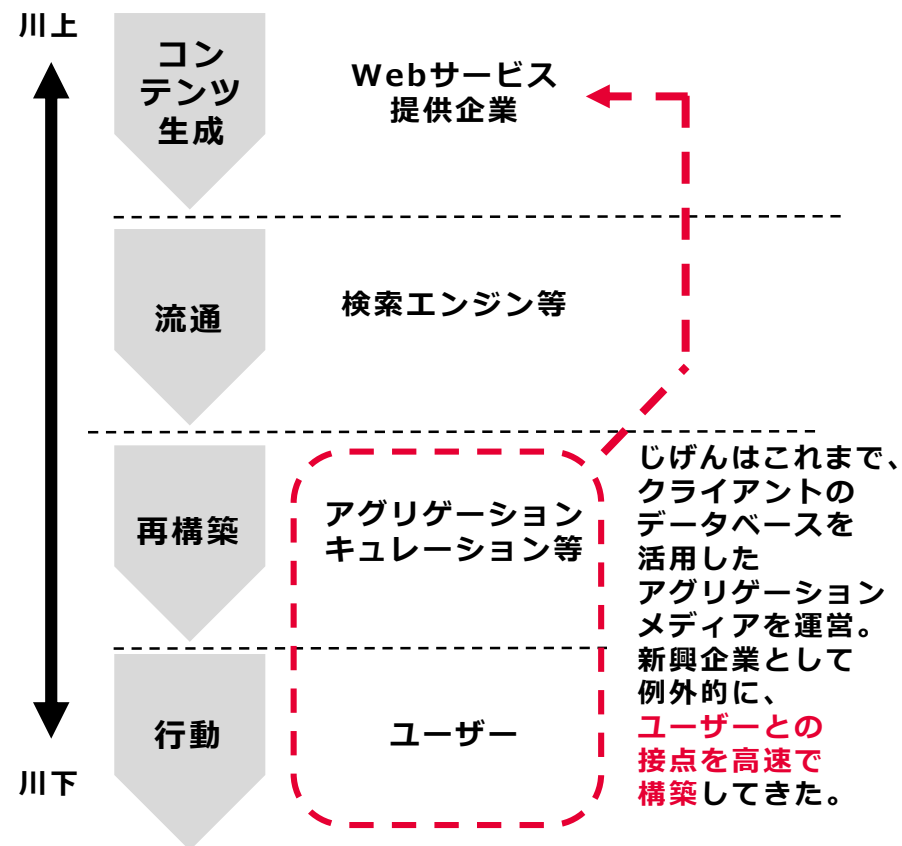 川上
コン
テンツ
生成
Webサービス
提供企業
流通
検索エンジン等
再構築
アグリゲーション
キュレーション等
じげんはこれまで、
クライアントの
データベースを
活用した
アグリゲーション
メディアを運営。
新興企業として
例外的に、
ユーザーとの
接点を高速で
構築してきた。
行動
ユーザー
川下